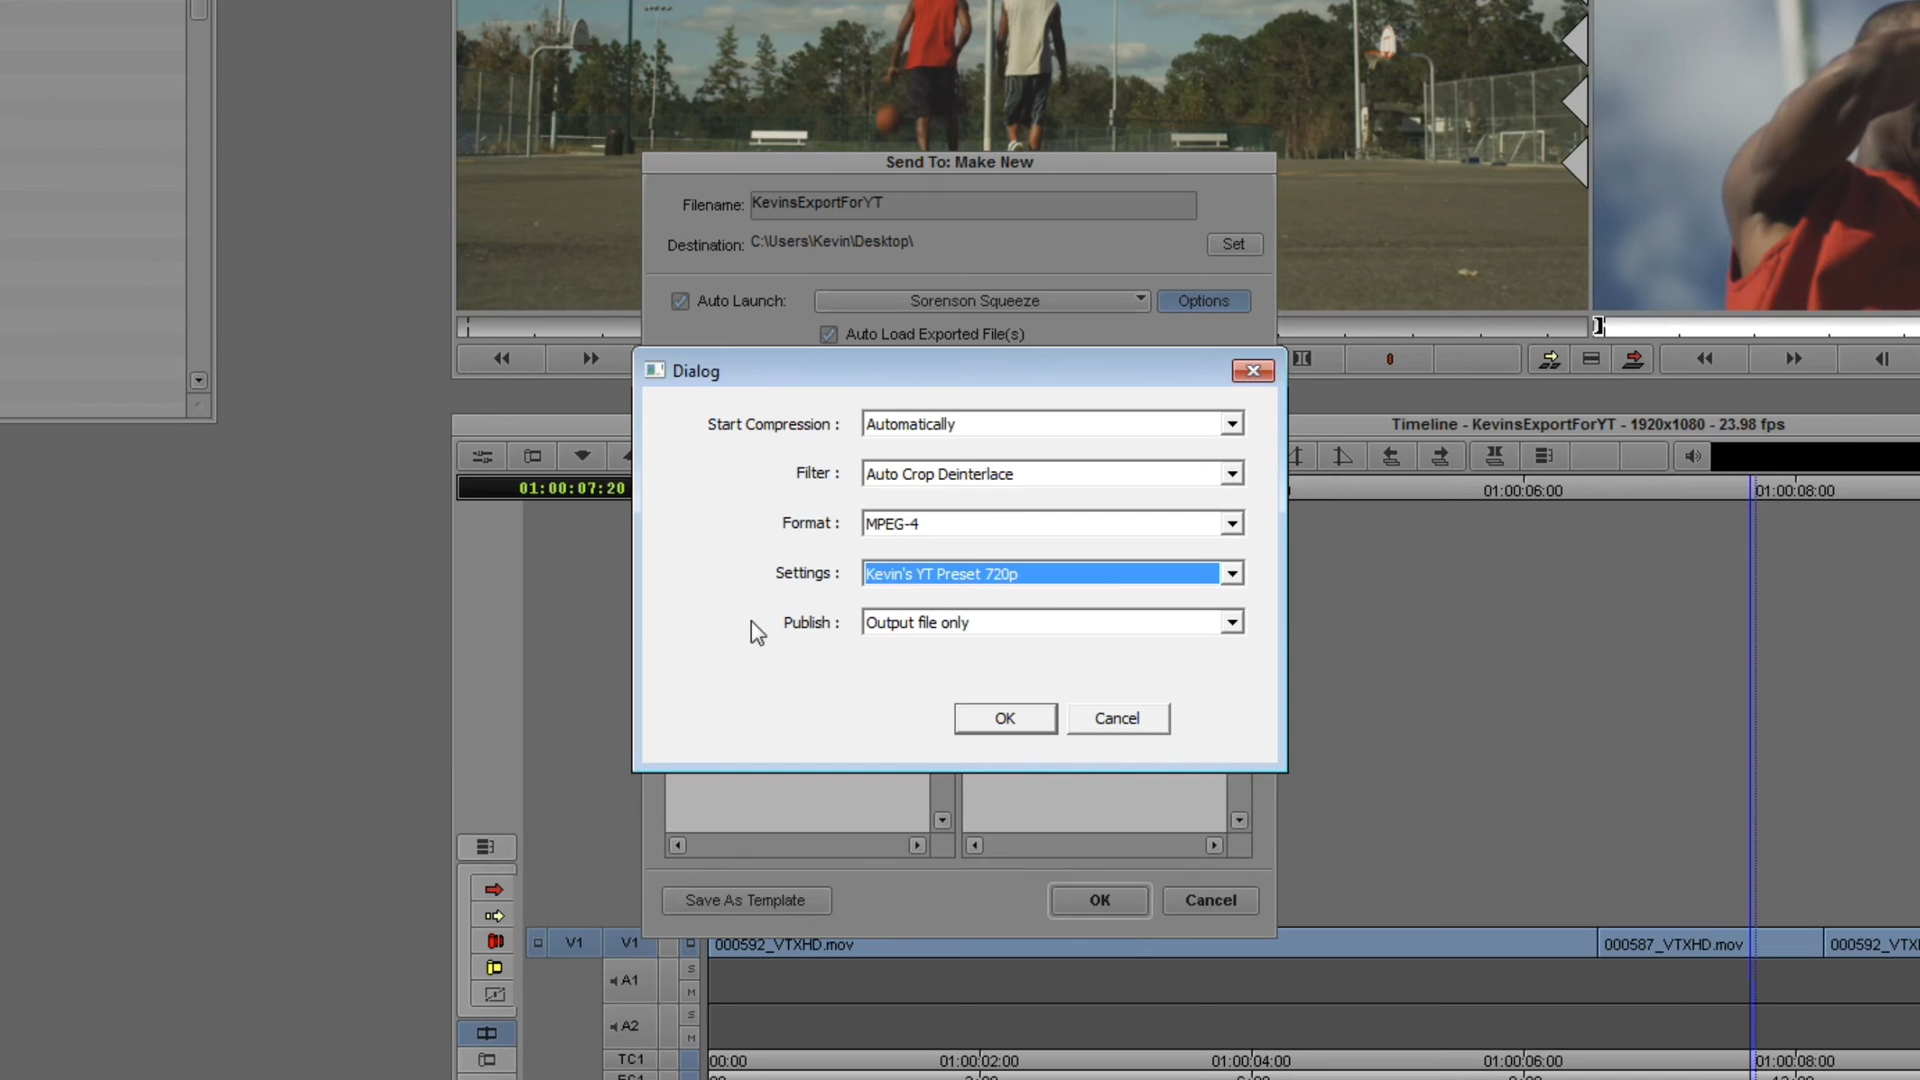 Send To: Make New
Filename: KevinsExportForYT
Destination: C:\Users\Kevin\Desktop\ Set
Auto Launch: Sorenson Squeeze Options
Auto Load Exported File(s)
0
Dialog
Start Compression : Automatically
Timeline - KevinsExportForYT - 1920x1080 - 23.98 fps
Filter : Auto Crop Deinterlace
01:00:07:20
01:00:06:00 01:00:08:00
Format : MPEG-4
Settings : Kevin's YT Preset 720p
Publish : Output file only
OK Cancel
Save As Template OK Cancel
V1 V1 000592_VTXHD.mov 000587_VTXHD.mov 000592_VTXH
S
A1
M
S
A2
M
TC1 00:00 01:00:02:00 01:00:04:00 01:00:06:00 01:00:08:00